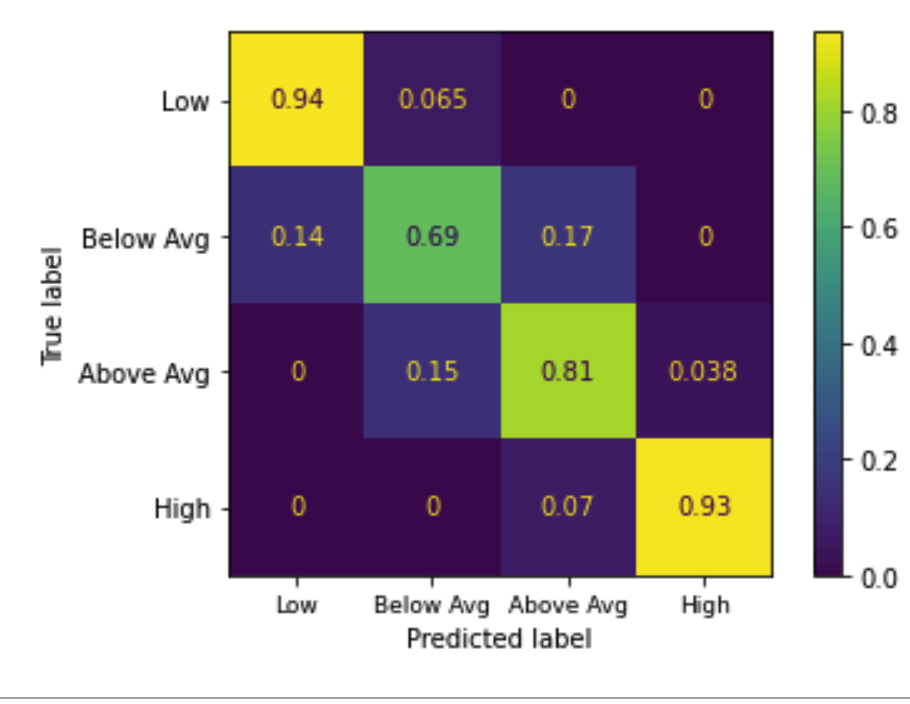 Low 0.94 0.065 0 0 0.8
Below Avg 0.14 0.69 0.17 0 0.6
True label
Above Avg 0 0.15 0.81 0.038 0.4
High 0 0 0.07 0.93 0.2
0.0
Low Below Avg Above Avg High
Predicted label